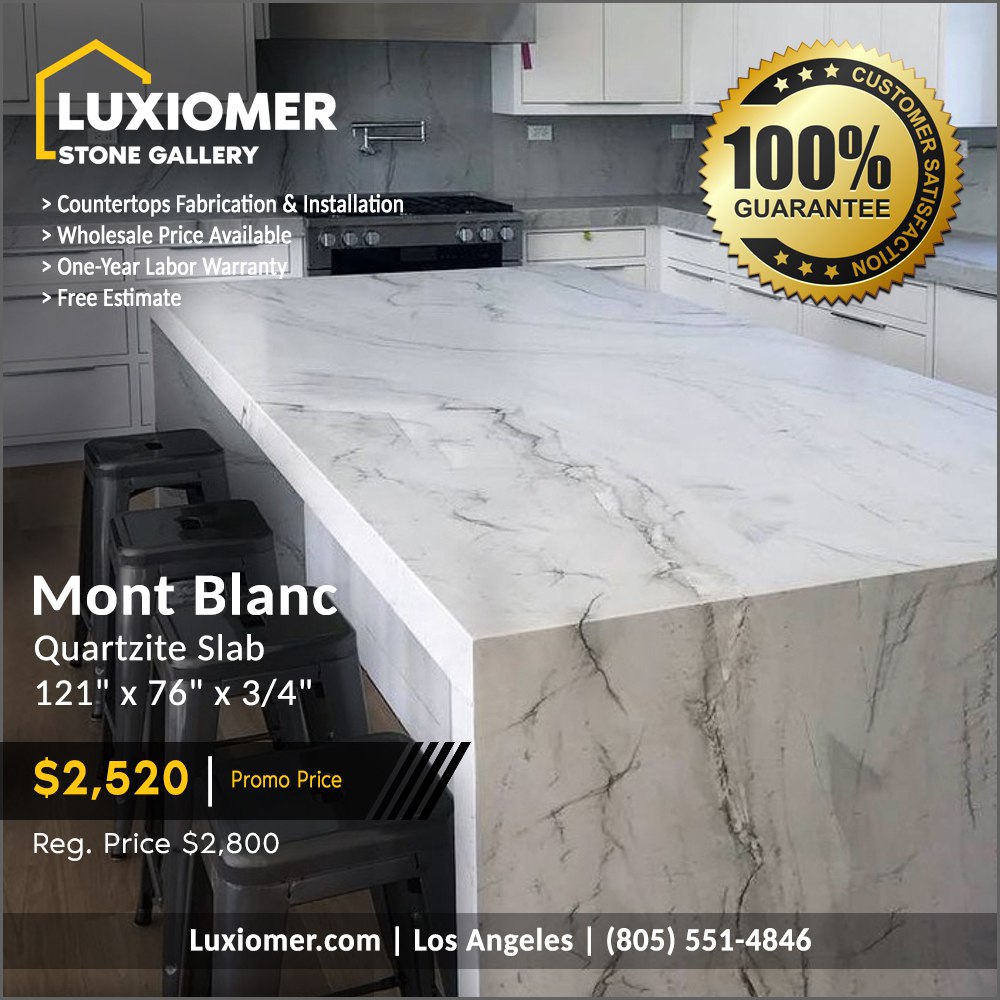 LUXIOMER
STONE GALLERY
> Countertops Fabrication & Installation
> Wholesale Price Available
> One-Year Labor Warranty
> Free Estimate
CUSTOMER SATISFACTION
100%
GUARANTEE
Mont Blanc
Quartzite Slab
121" x 76" x 3/4"
$2,520 | Promo Price
Reg. Price $2,800
Luxiomer.com | Los Angeles | (805) 551-4846